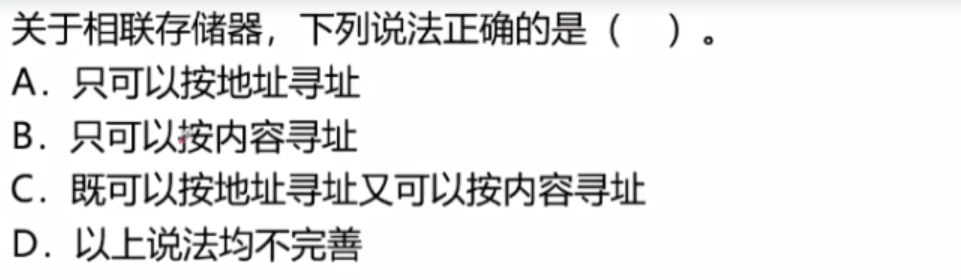 关于相联存储器，下列说法正确的是（　）。
A．只可以按地址寻址
B．只可以按内容寻址
C．既可以按地址寻址又可以按内容寻址
D．以上说法均不完善